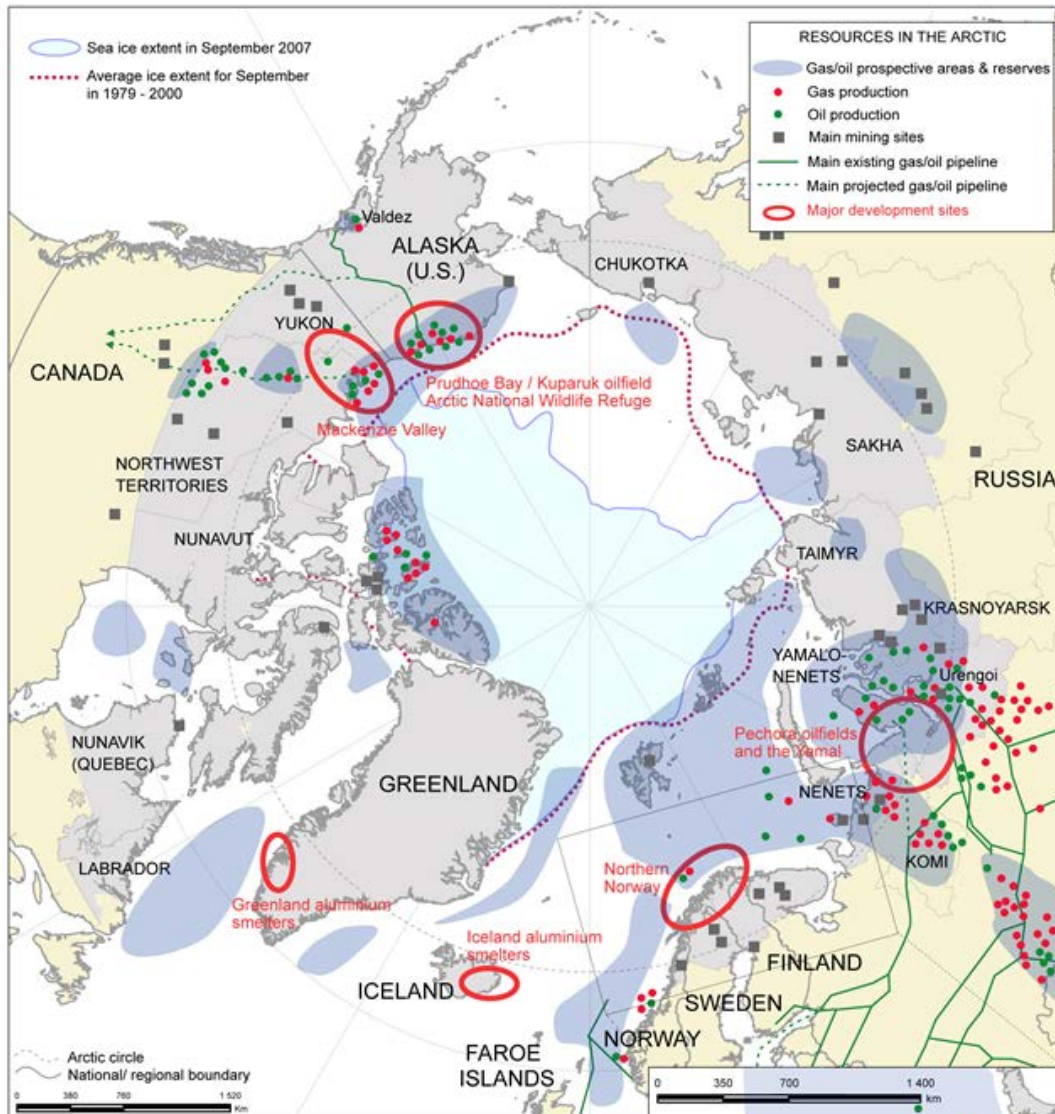 Sea ice extent in September 2007
Average ice extent for September
in 1979 - 2000
RESOURCES IN THE ARCTIC
Gas/oil prospective areas & reserves
Gas production
Oil production
Main mining sites
Main existing gas/oil pipeline
Main projected gas/oil pipeline
Major development sites
Valdez
ALASKA
(U.S.)
CHUKOTKA
YUKON
CANADA
Prudhoe Bay / Kuparuk oilfield
Arctic National Wildlife Refuge
Mackenzie Valley
SAKHA
NORTHWEST
TERRITORIES
RUSSIA
NUNAVUT
TAIMYR
KRASNOYARSK
YAMALO-
NENETS
Urengoi
Pechora oilfields
and the Yamal
NUNAVIK
(QUEBEC)
GREENLAND
NENETS
KOMI
LABRADOR
Northern
Norway
Greenland aluminium
smelters
Iceland aluminium
smelters
FINLAND
ICELAND
SWEDEN
NORWAY
FAROE
ISLANDS
Arctic circle
National/ regional boundary
0 380 760 1 520
Km
0 350 700 1 400
Km